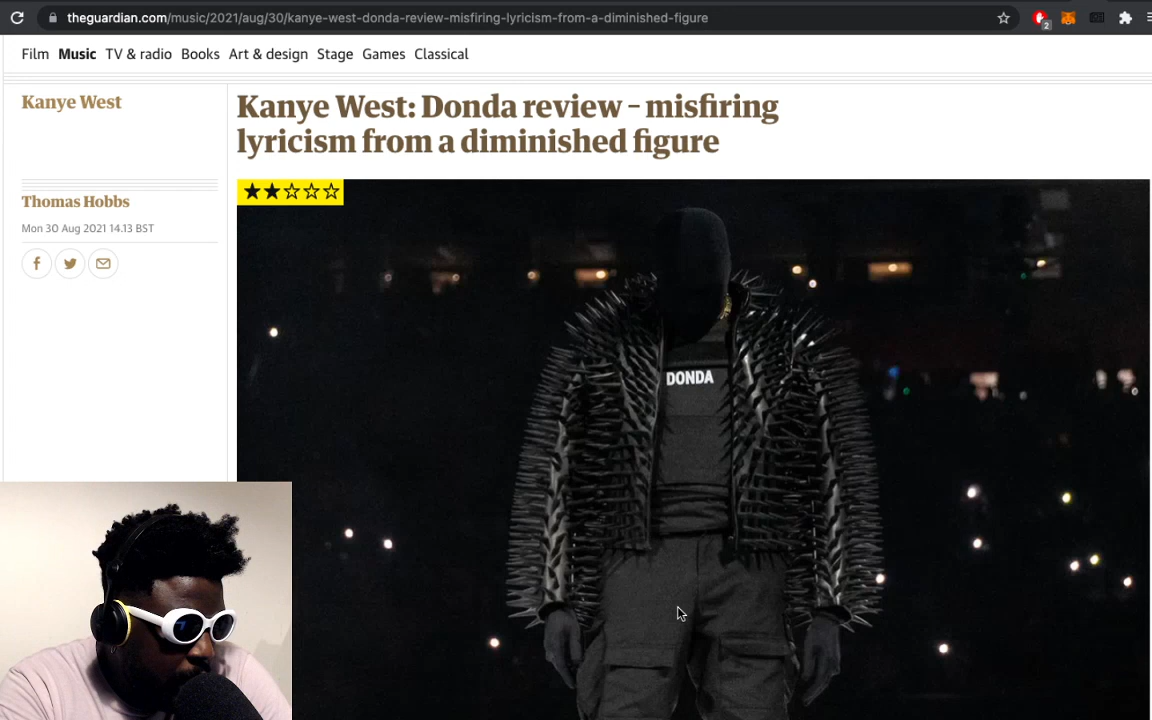 theguardian.com/music/2021/aug/30/kanye-west-donda-review-misfiring-lyricism-from-a-diminished-figure
2
Film Music TV & radio Books Art & design Stage Games Classical
Kanye West
Kanye West: Donda review – misfiring
lyricism from a diminished figure
Thomas Hobbs
Mon 30 Aug 2021 14.13 BST
DONDA